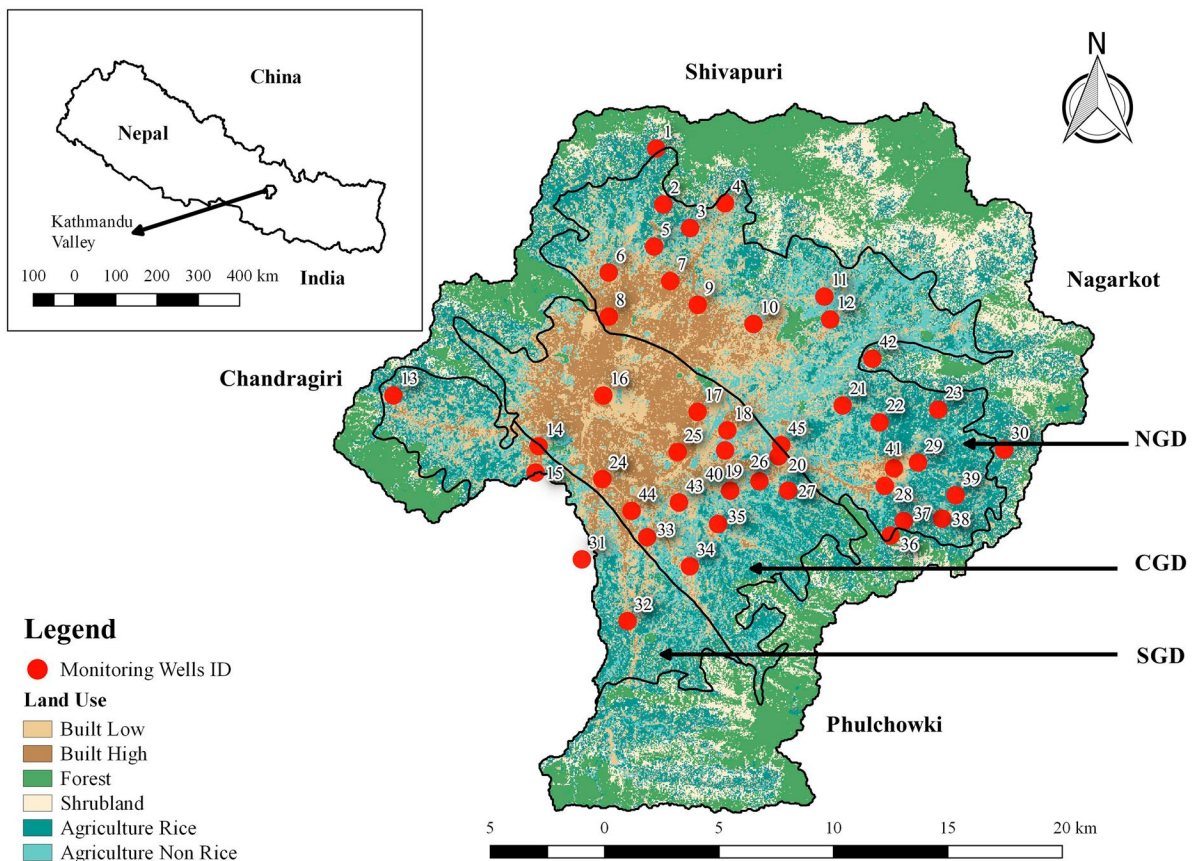 China
Nepal
Kathmandu
Valley
India
100 0 100 200 300 400 km
N
Shivapuri
Nagarkot
Chandragiri
Phulchowki
NGD
CGD
SGD
1
2
4
3
5
6
7
8
9
10
11
12
42
13
16
17
21
22
23
18
14
25
45
41
29
30
15
24
40
19
26
20
27
28
39
44
43
35
37
38
33
36
31
34
32
Legend
Monitoring Wells ID
Land Use
Built Low
Built High
Forest
Shrubland
Agriculture Rice
Agriculture Non Rice
5 0 5 10 15 20 km